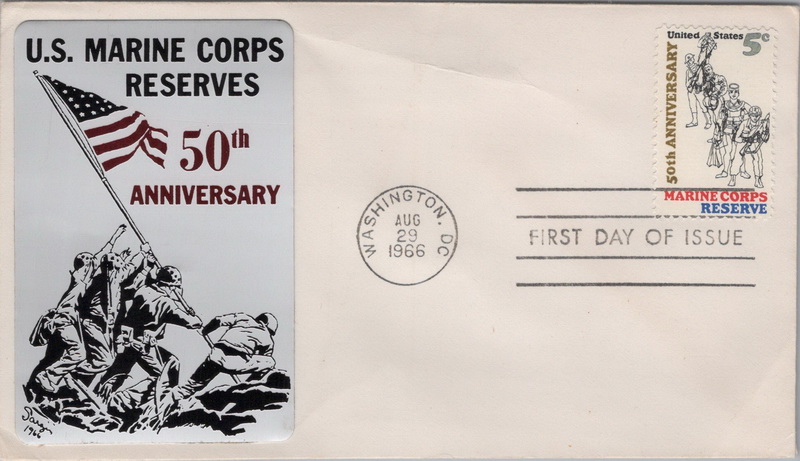 U.S. MARINE CORPS
RESERVES
50th
ANNIVERSARY
1966
WASHINGTON, DC
AUG
29
1966
FIRST DAY OF ISSUE
United States 5c
50th ANNIVERSARY
MARINE CORPS
RESERVE